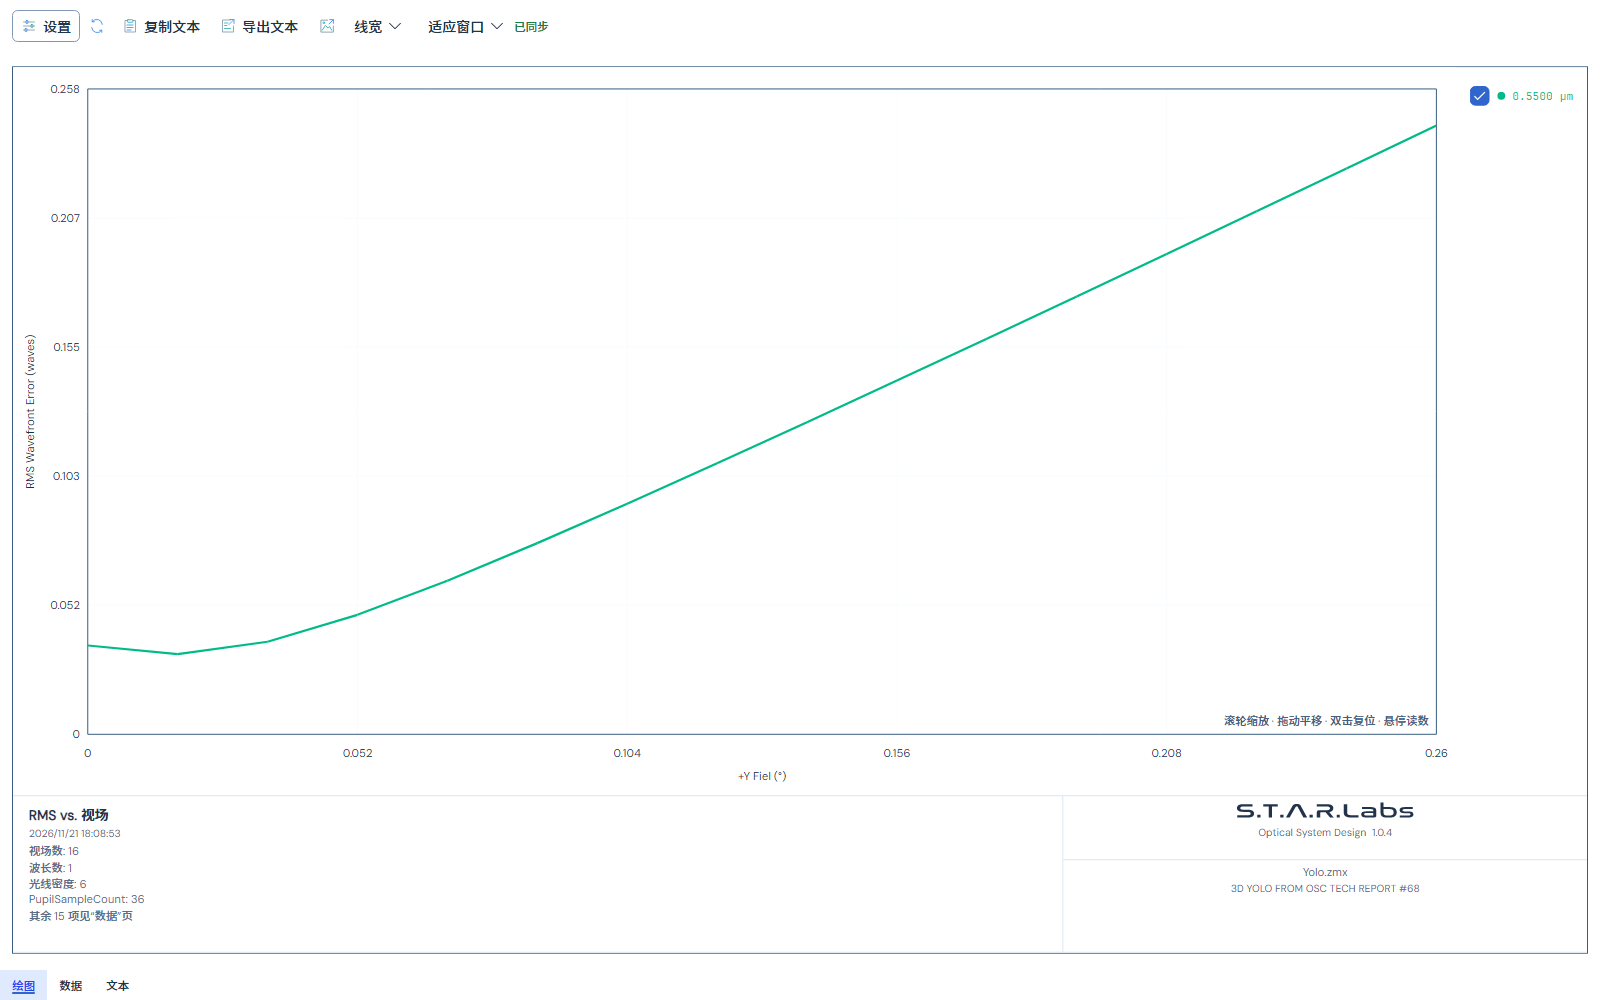 设置 复制文本 导出文本 线宽 适应窗口 已同步
0.258
0.5500 µm
0.207
0.155
RMS Wavefront Error (waves)
0.103
0.052
0
滚轮缩放 · 拖动平移 · 双击复位 · 悬停读数
0 0.052 0.104 0.156 0.208 0.26
+Y Fiel (°)
RMS vs. 视场
2026/11/21 18:08:53
视场数: 16
波长数: 1
光线密度: 6
PupilSampleCount: 36
其余 15 项见“数据”页
S.T.A.R.Labs
Optical System Design 1.0.4
Yolo.zmx
3D YOLO FROM OSC TECH REPORT #68
绘图 数据 文本